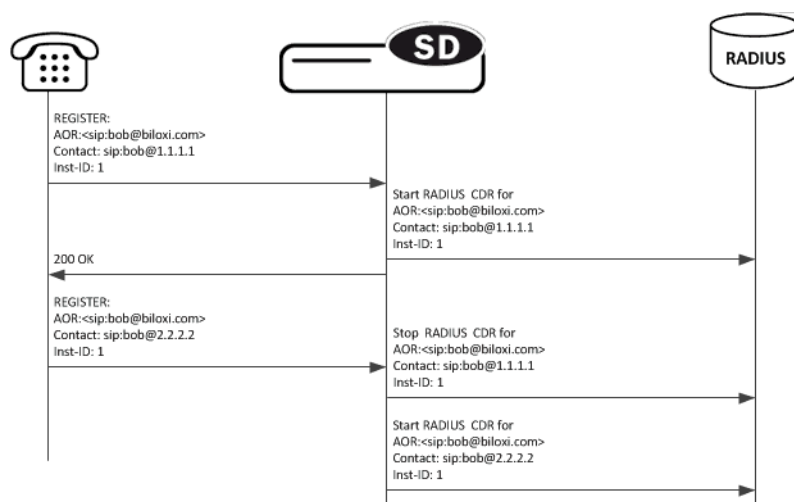 SD
RADIUS
REGISTER:
AOR:<sip:bob@biloxi.com>
Contact: sip:bob@1.1.1.1
Inst-ID: 1
Start RADIUS CDR for
AOR:<sip:bob@biloxi.com>
Contact: sip:bob@1.1.1.1
Inst-ID: 1
200 OK
REGISTER:
AOR:<sip:bob@biloxi.com>
Contact: sip:bob@2.2.2.2
Inst-ID: 1
Stop RADIUS CDR for
AOR:<sip:bob@biloxi.com>
Contact: sip:bob@1.1.1.1
Inst-ID: 1
Start RADIUS CDR for
AOR:<sip:bob@biloxi.com>
Contact: sip:bob@2.2.2.2
Inst-ID: 1